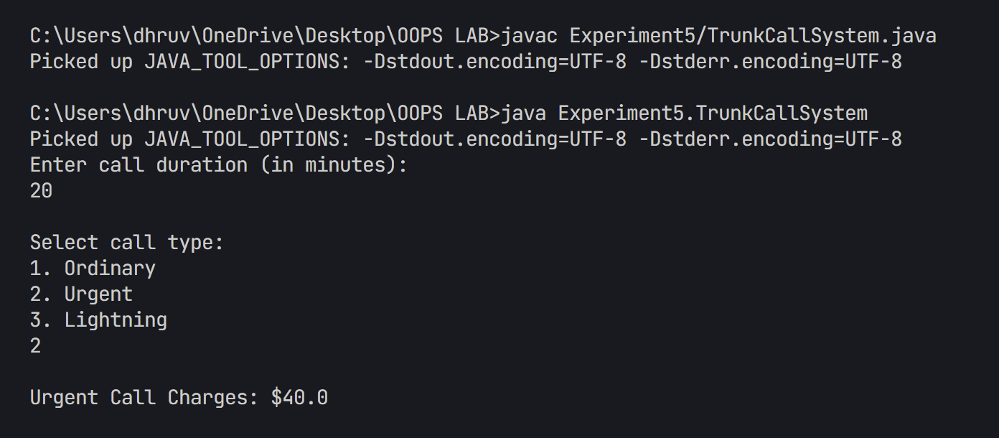 C:\Users\dhruv\OneDrive\Desktop\OOPS LAB>javac Experiment5/TrunkCallSystem.java
Picked up JAVA_TOOL_OPTIONS: -Dstdout.encoding=UTF-8 -Dstderr.encoding=UTF-8
C:\Users\dhruv\OneDrive\Desktop\OOPS LAB>java Experiment5.TrunkCallSystem
Picked up JAVA_TOOL_OPTIONS: -Dstdout.encoding=UTF-8 -Dstderr.encoding=UTF-8
Enter call duration (in minutes):
20
Select call type:
1. Ordinary
2. Urgent
3. Lightning
2
Urgent Call Charges: $40.0